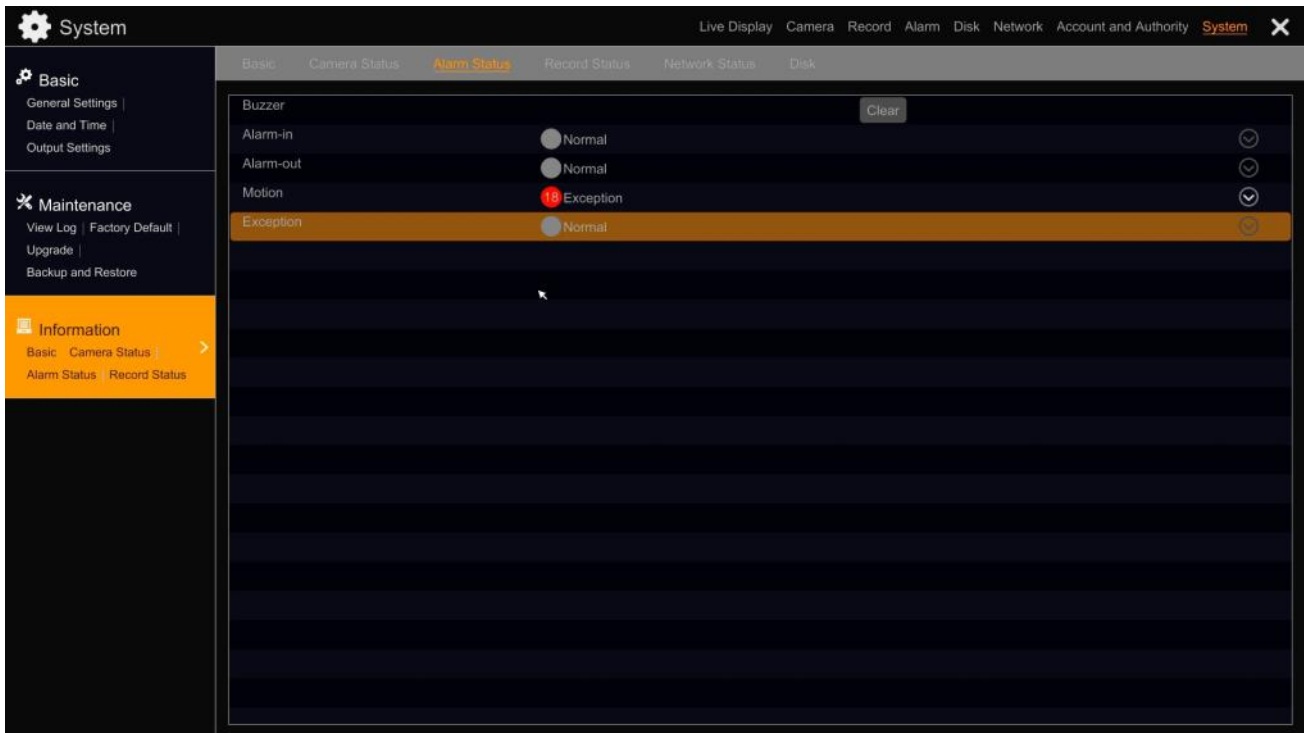 System
Live Display Camera Record Alarm Disk Network Account and Authority System
Basic Camera Status Alarm Status Record Status Network Status Disk
Basic
General Settings |
Date and Time |
Output Settings
Maintenance
View Log | Factory Default |
Upgrade |
Backup and Restore
Information
Basic Camera Status |
Alarm Status | Record Status
Buzzer Clear
Alarm-in Normal
Alarm-out Normal
Motion 18 Exception
Exception Normal